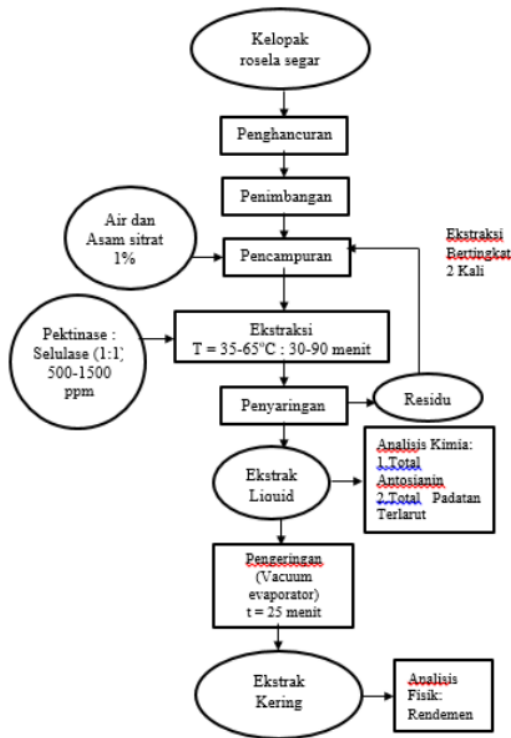 Kelopak
rosela segar
Penghancuran
Penimbangan
Air dan
Asam sitrat
1%
Pencampuran
Ekstraksi
Bertingkat
2 Kali
Pektinase :
Selulase (1:1)
500-1500
ppm
Ekstraksi
T = 35-65°C : 30-90 menit
Penyaringan
Residu
Ekstrak
Liquid
Analisis Kimia:
1.Total
Antosianin
2.Total Padatan
Terlarut
Pengeringan
(Vacuum
evaporator)
t = 25 menit
Ekstrak
Kering
Analisis
Fisik:
Rendemen